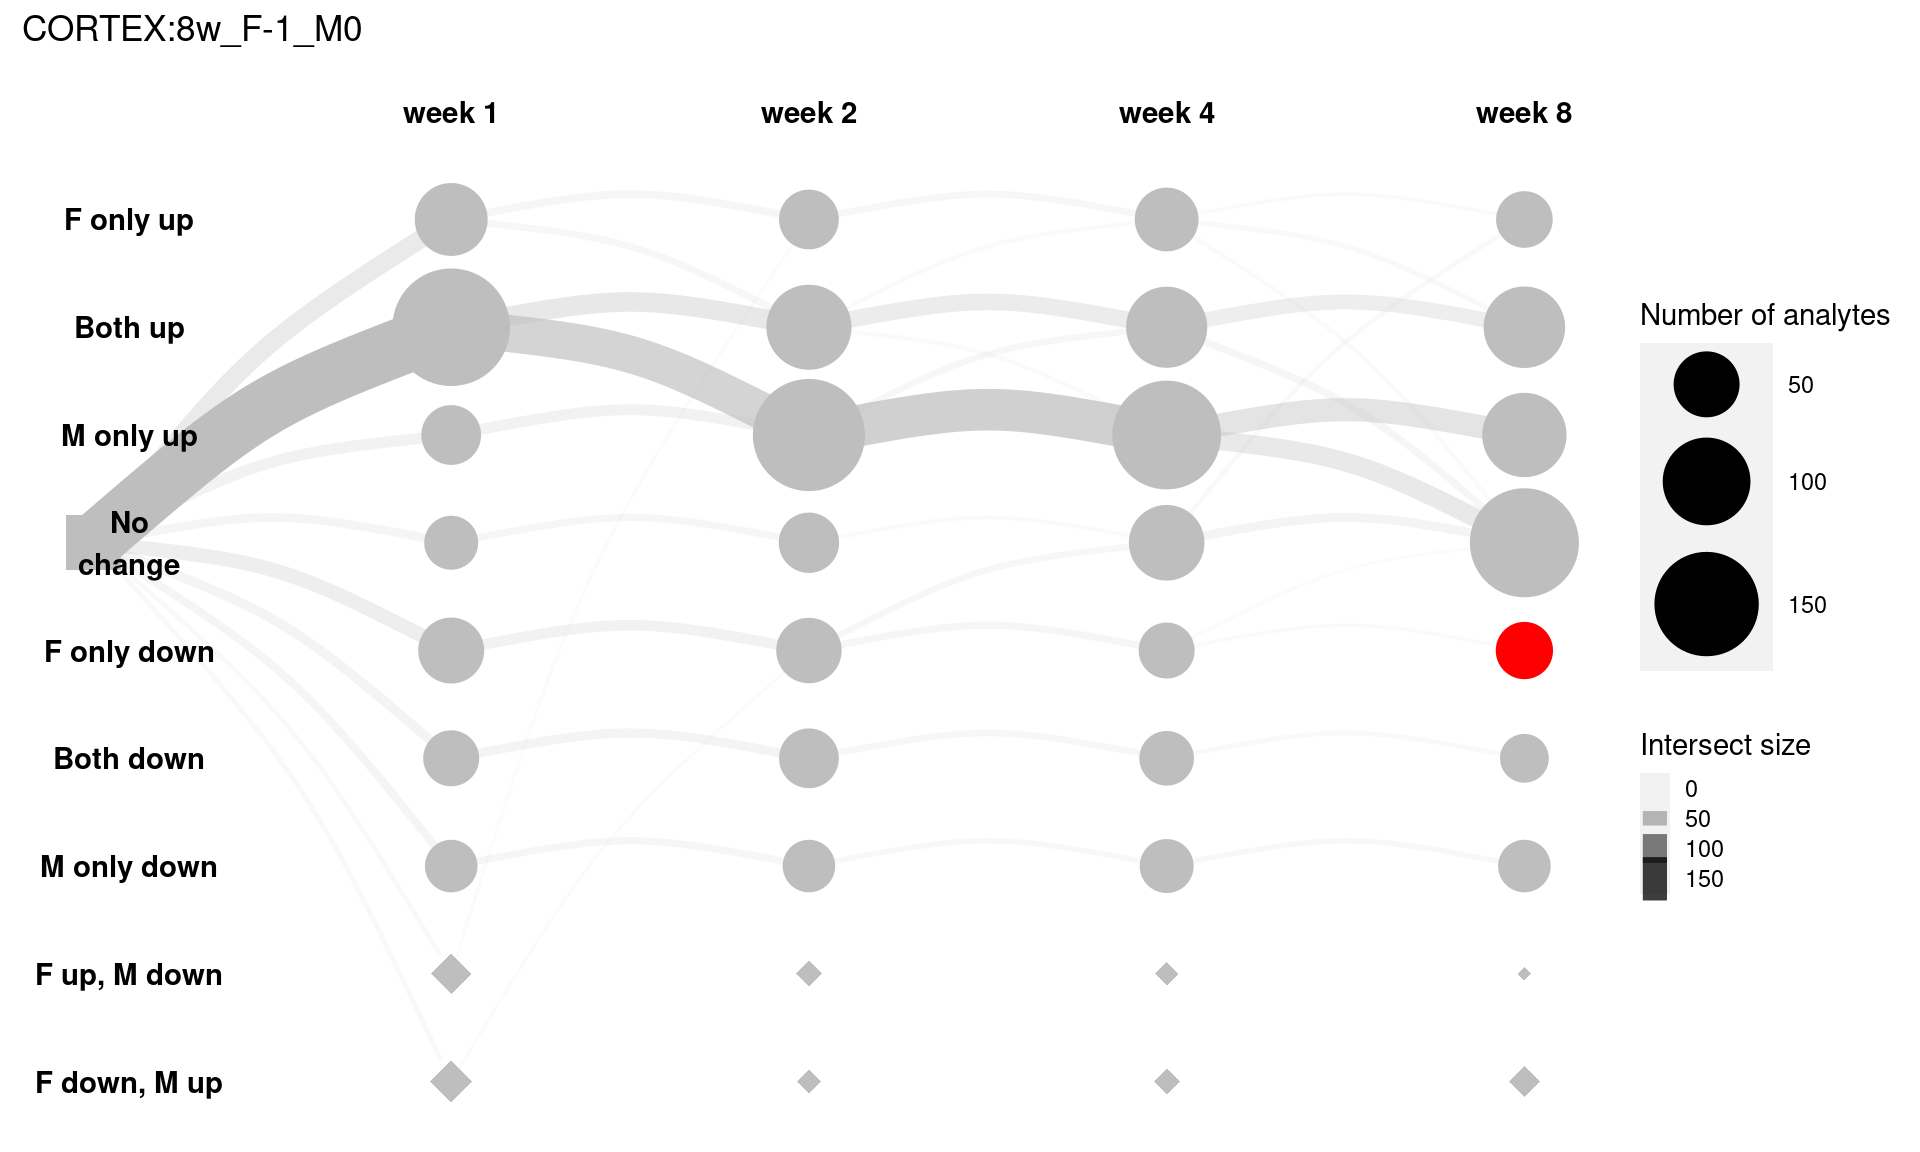 CORTEX:8w_F-1_M0
week 1
week 2
week 4
week 8
F only up
Both up
M only up
No
change
F only down
Both down
M only down
F up, M down
F down, M up
Number of analytes
50
100
150
Intersect size
0
50
100
150